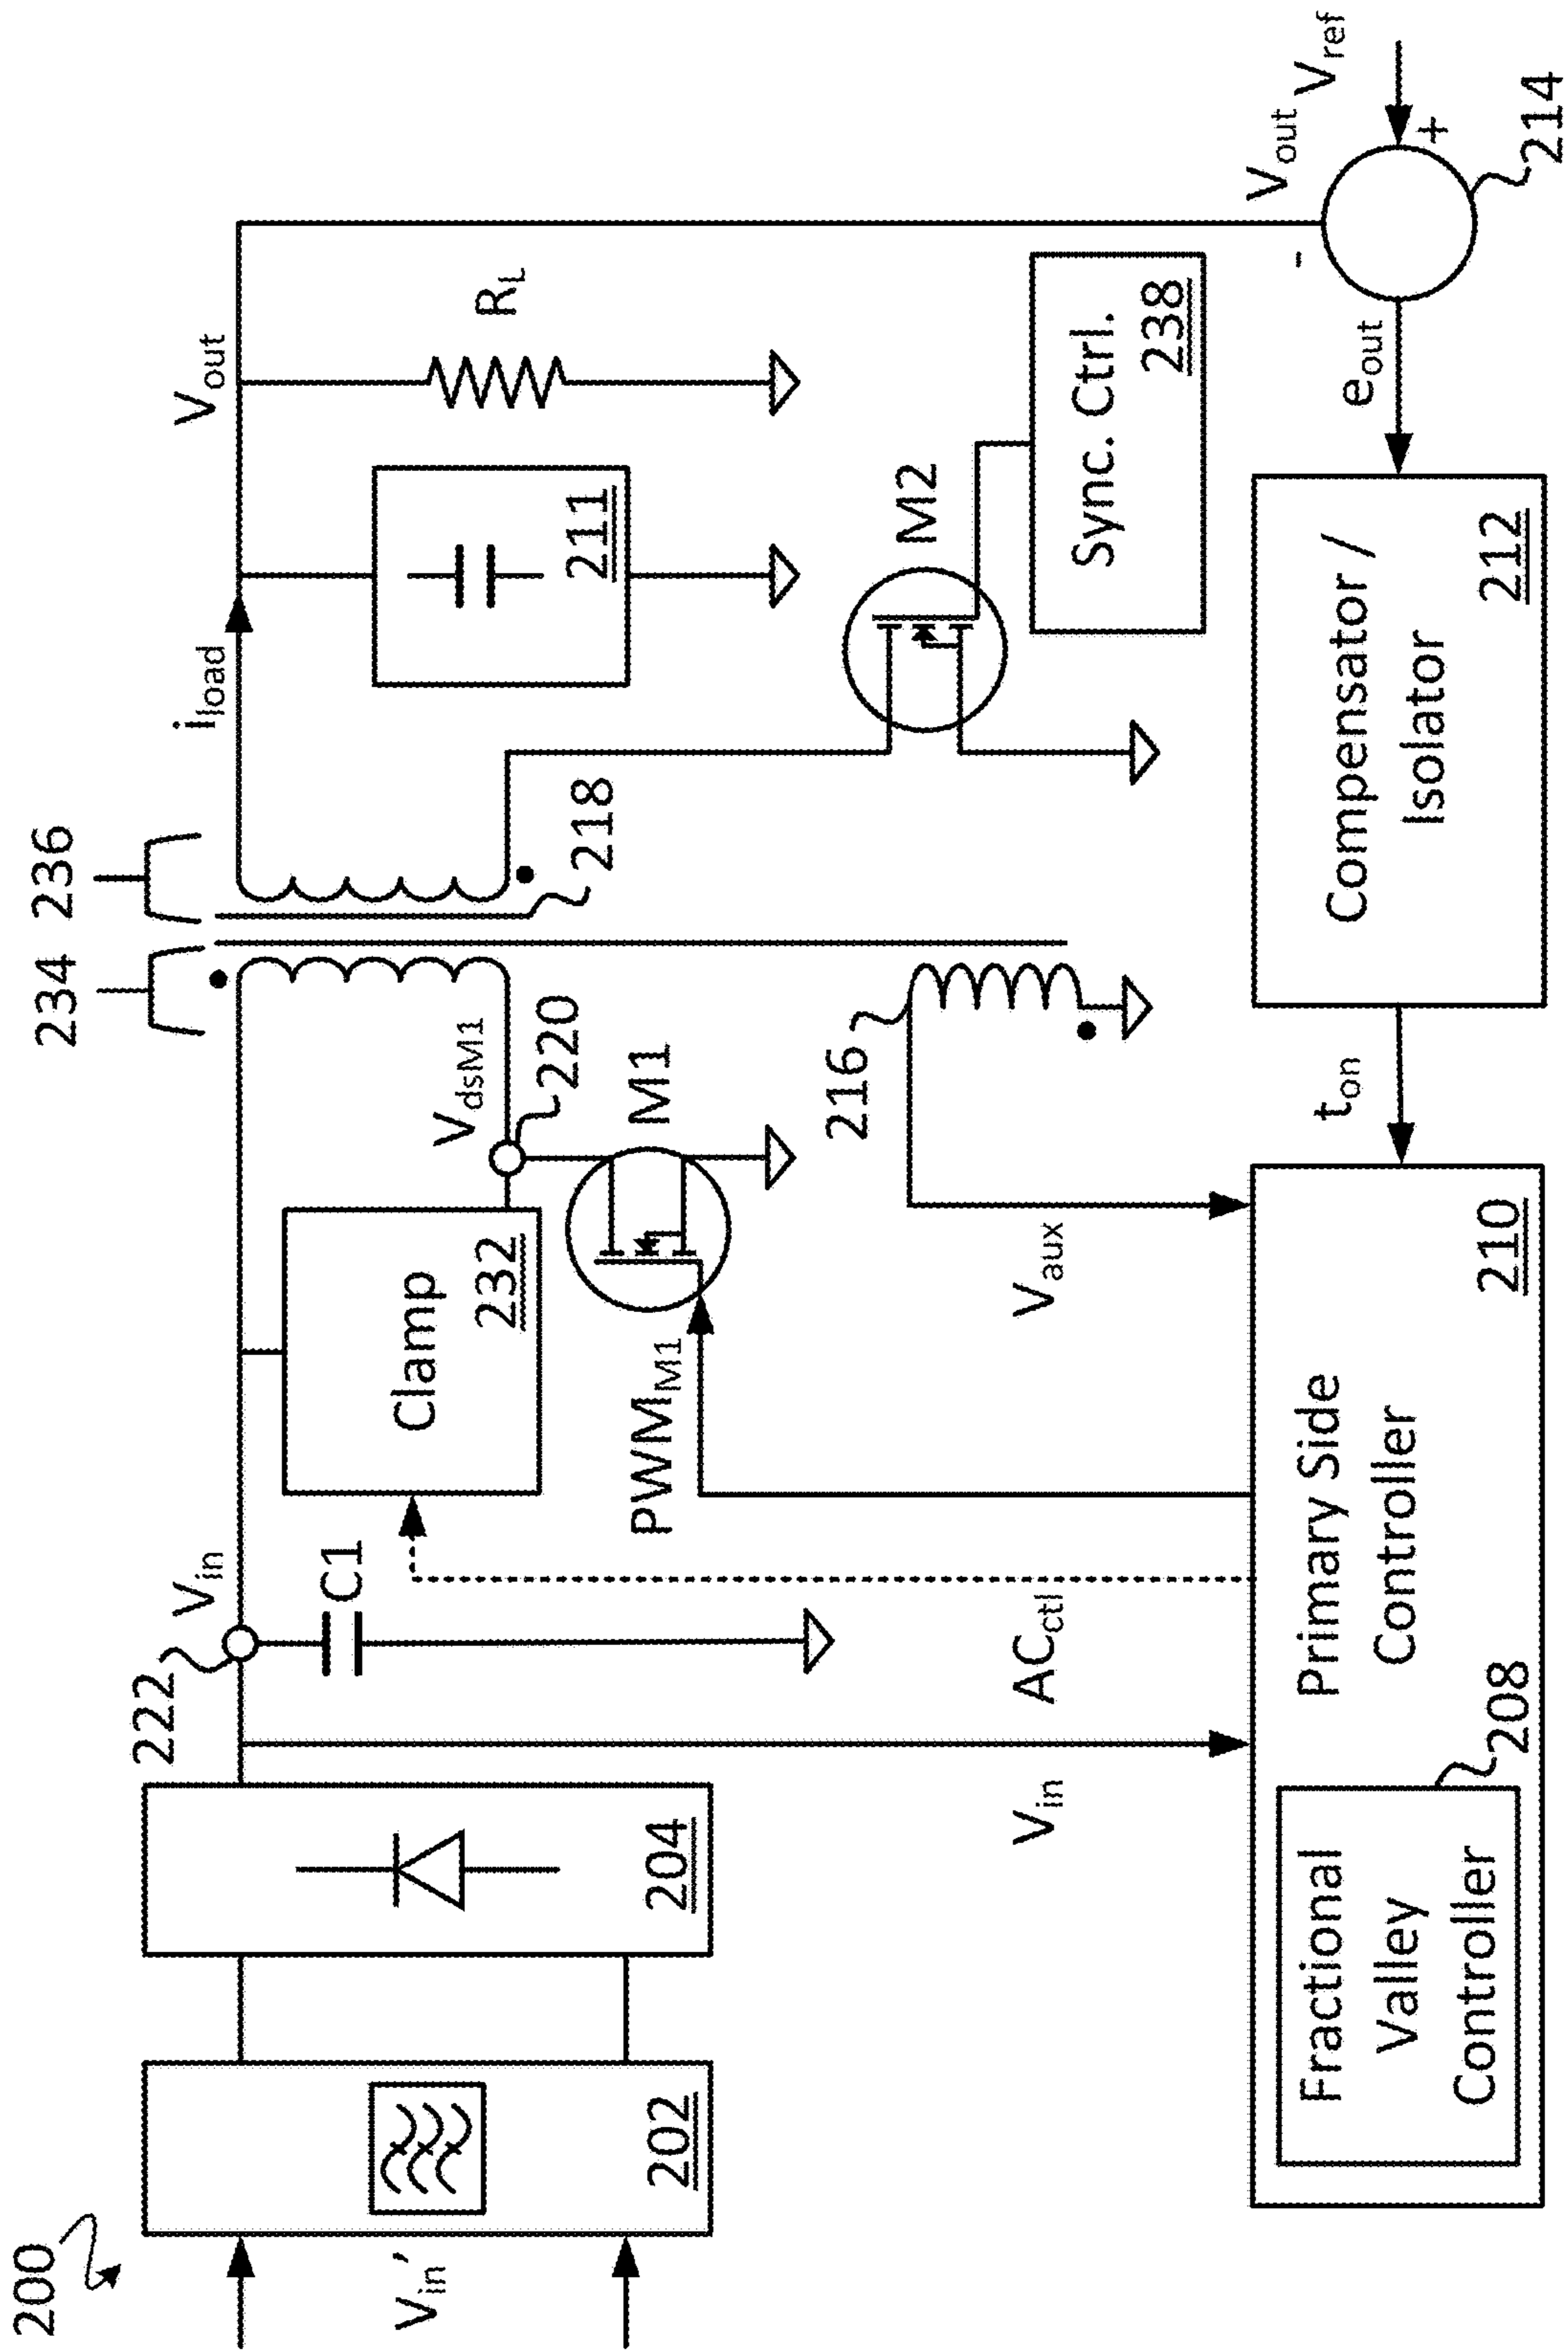 200
V_in'
202
204
222
V_in
C1
Clamp
232
234
236
V_dsM1
220
M1
PWM_M1
AC_ctl
V_in
V_aux
216
218
i_load
V_out
211
R_L
M2
Sync. Ctrl.
238
V_out
V_ref
-
+
214
e_out
Compensator /
Isolator
212
t_on
Primary Side
Controller
210
Fractional
Valley
Controller
208